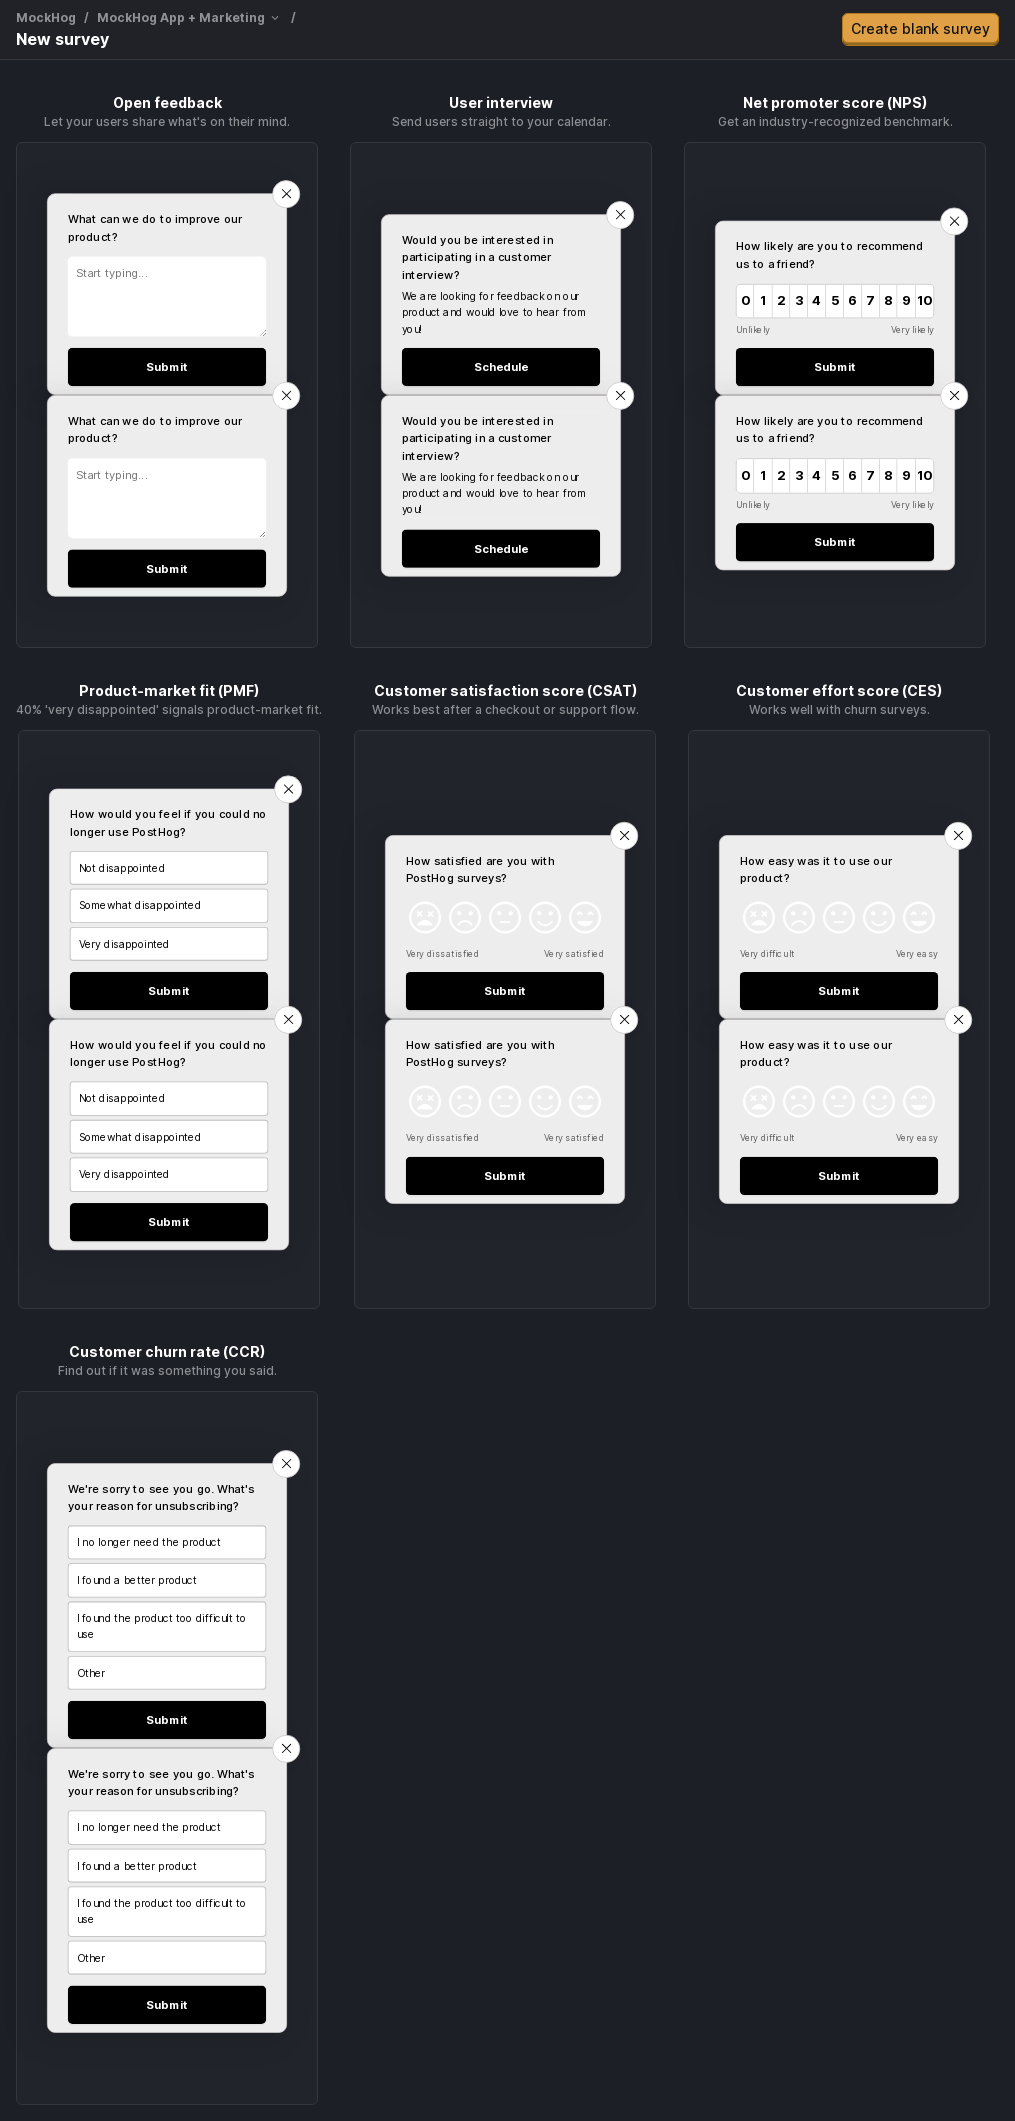 MockHog / MockHog App + Marketing /
New survey
Create blank survey
Open feedback
Let your users share what's on their mind.
What can we do to improve our
product?
Start typing...
Submit
What can we do to improve our
product?
Start typing...
Submit
User interview
Send users straight to your calendar.
Would you be interested in
participating in a customer
interview?
We are looking for feedback on our
product and would love to hear from
you!
Schedule
Would you be interested in
participating in a customer
interview?
We are looking for feedback on our
product and would love to hear from
you!
Schedule
Net promoter score (NPS)
Get an industry-recognized benchmark.
How likely are you to recommend
us to a friend?
0 1 2 3 4 5 6 7 8 9 10
Unlikely Very likely
Submit
How likely are you to recommend
us to a friend?
0 1 2 3 4 5 6 7 8 9 10
Unlikely Very likely
Submit
Product-market fit (PMF)
40% 'very disappointed' signals product-market fit.
How would you feel if you could no
longer use PostHog?
Not disappointed
Somewhat disappointed
Very disappointed
Submit
How would you feel if you could no
longer use PostHog?
Not disappointed
Somewhat disappointed
Very disappointed
Submit
Customer satisfaction score (CSAT)
Works best after a checkout or support flow.
How satisfied are you with
PostHog surveys?
Very dissatisfied Very satisfied
Submit
How satisfied are you with
PostHog surveys?
Very dissatisfied Very satisfied
Submit
Customer effort score (CES)
Works well with churn surveys.
How easy was it to use our
product?
Very difficult Very easy
Submit
How easy was it to use our
product?
Very difficult Very easy
Submit
Customer churn rate (CCR)
Find out if it was something you said.
We're sorry to see you go. What's
your reason for unsubscribing?
I no longer need the product
I found a better product
I found the product too difficult to
use
Other
Submit
We're sorry to see you go. What's
your reason for unsubscribing?
I no longer need the product
I found a better product
I found the product too difficult to
use
Other
Submit